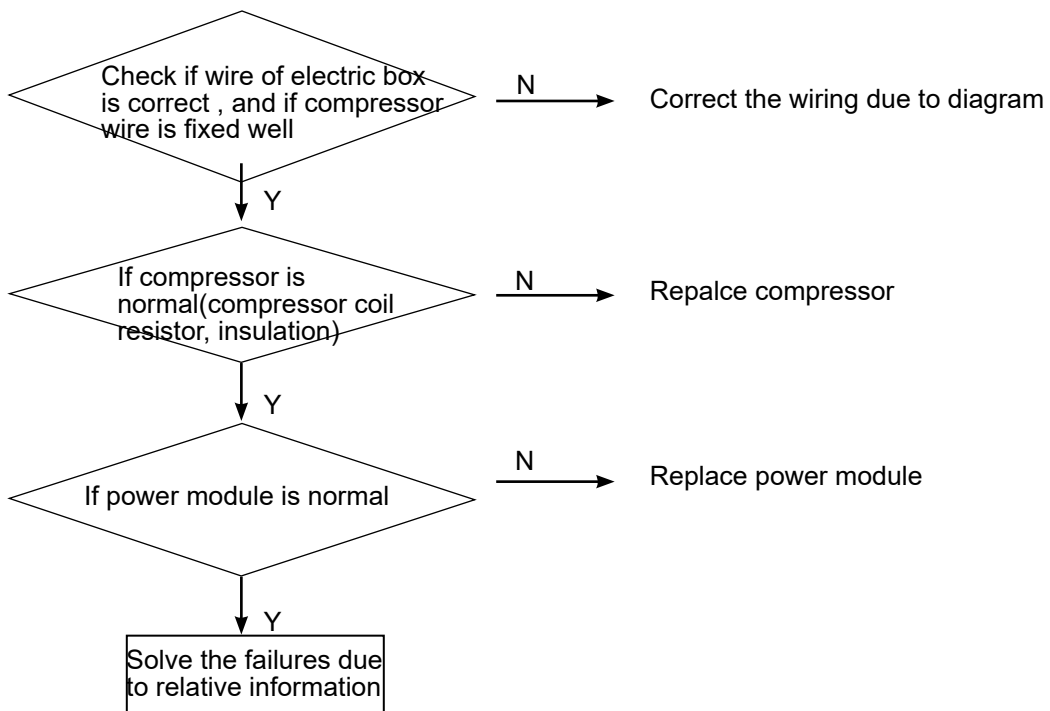 Check if wire of electric box
is correct , and if compressor
wire is fixed well
N
Correct the wiring due to diagram
Y
If compressor is
normal(compressor coil
resistor, insulation)
N
Repalce compressor
Y
If power module is normal
N
Replace power module
Y
Solve the failures due
to relative information